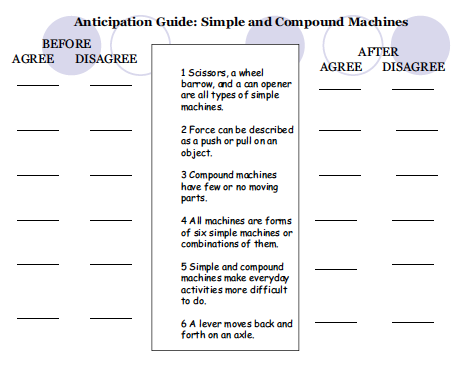 Anticipation Guide: Simple and Compound Machines
BEFORE
AGREE DISAGREE
AFTER
AGREE DISAGREE
1 Scissors, a wheel
barrow, and a can opener
are all types of simple
machines.
2 Force can be described
as a push or pull on an
object.
3 Compound machines
have few or no moving
parts.
4 All machines are forms
of six simple machines or
combinations of them.
5 Simple and compound
machines make everyday
activities more difficult
to do.
6 A lever moves back and
forth on an axle.